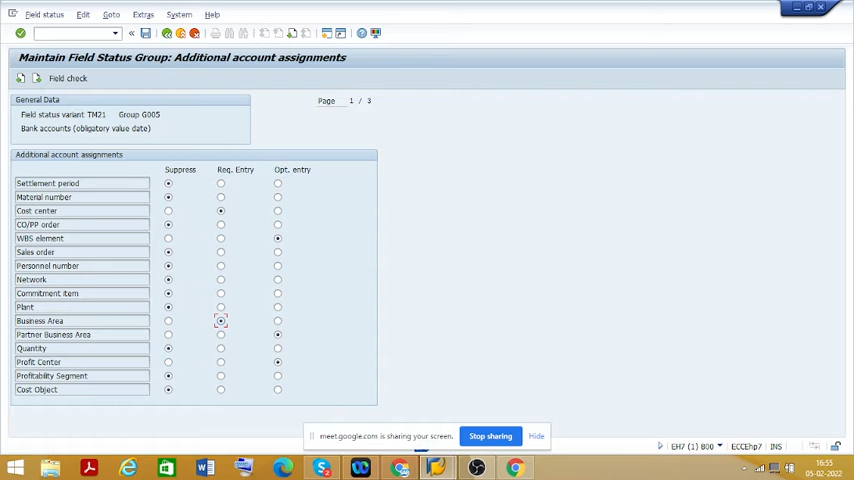 Field status Edit Goto Extras System Help
Maintain Field Status Group: Additional account assignments
Field check
General Data
Page 1 / 3
Field status variant TM21 Group G005
Bank accounts (obligatory value date)
Additional account assignments
Suppress Req. Entry Opt. entry
Settlement period
Material number
Cost center
CO/PP order
WBS element
Sales order
Personnel number
Network
Commitment item
Plant
Business Area
Partner Business Area
Quantity
Profit Center
Profitability Segment
Cost Object
meet.google.com is sharing your screen. Stop sharing Hide
EH7 (1) 800 ECCEhp7 INS
16:55
05-02-2022